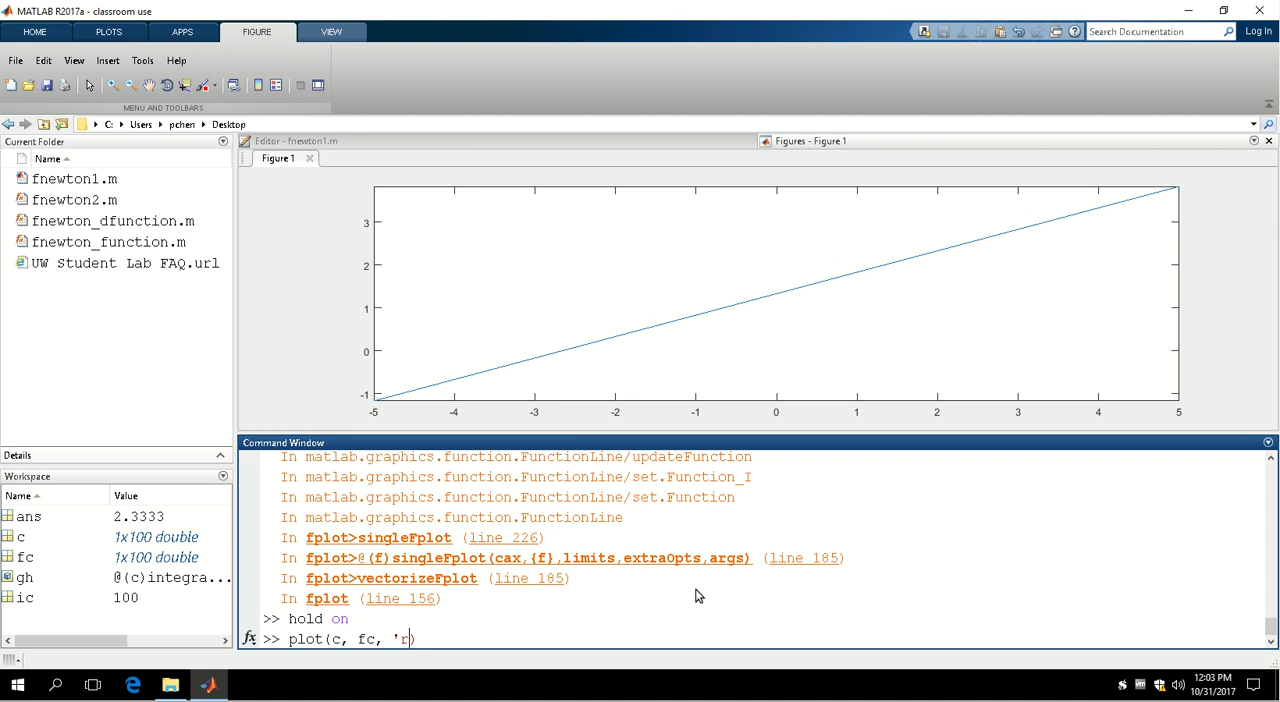 MATLAB R2017a - classroom use
HOME PLOTS APPS FIGURE VIEW
Search Documentation Log In
File Edit View Insert Tools Help
MENU AND TOOLBARS
C: Users pchen Desktop
Current Folder
Name
fnewton1.m
fnewton2.m
fnewton_dfunction.m
fnewton_function.m
UW Student Lab FAQ.url
Details
Workspace
Name Value
ans 2.3333
c 1x100 double
fc 1x100 double
gh @(c)integra...
ic 100
Editor - fnewton1.m
Figures - Figure 1
Figure 1
3
2
1
0
-1
-5 -4 -3 -2 -1 0 1 2 3 4 5
Command Window
In matlab.graphics.function.FunctionLine/updateFunction
In matlab.graphics.function.FunctionLine/set.Function_I
In matlab.graphics.function.FunctionLine/set.Function
In matlab.graphics.function.FunctionLine
In fplot>singleFplot (line 226)
In fplot>@(f)singleFplot(cax,{f},limits,extraOpts,args) (line 185)
In fplot>vectorizeFplot (line 185)
In fplot (line 156)
>> hold on
fx >> plot(c, fc, 'r)
12:03 PM
10/31/2017